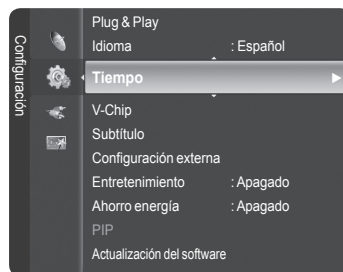 Configuración
Plug & Play
Idioma : Español
Tiempo
V-Chip
Subtítulo
Configuración externa
Entretenimiento : Apagado
Ahorro energía : Apagado
PIP
Actualización del software